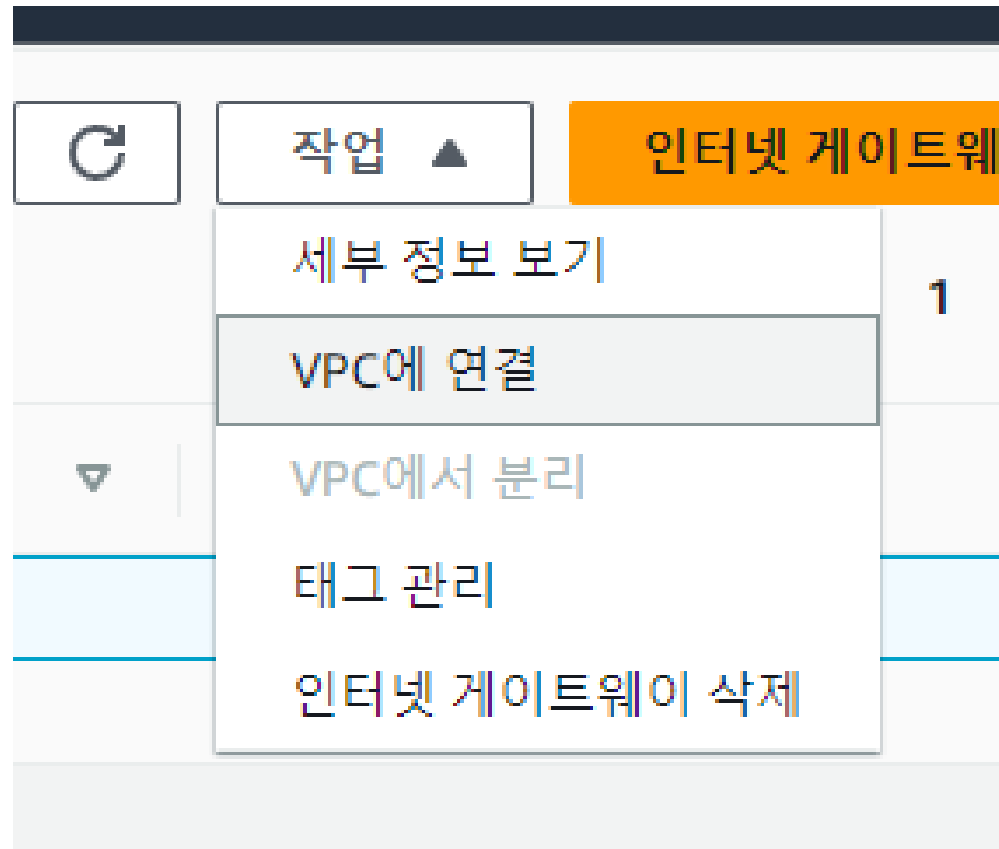 작업 인터넷 게이트웨
세부 정보 보기
1
VPC에 연결
VPC에서 분리
태그 관리
인터넷 게이트웨이 삭제